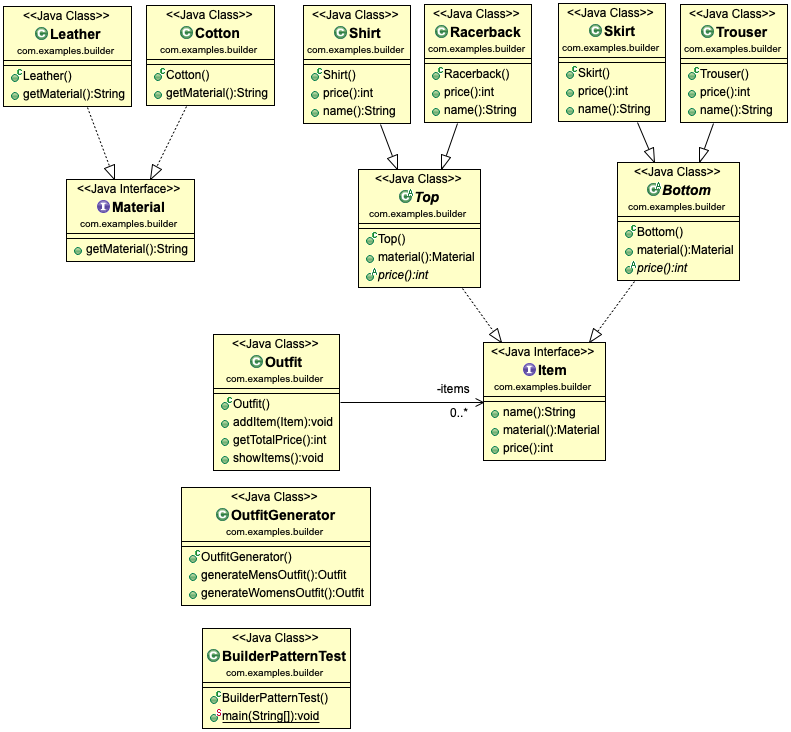 <<Java Class>>
Leather
com.examples.builder
Leather()
getMaterial():String
<<Java Class>>
Cotton
com.examples.builder
Cotton()
getMaterial():String
<<Java Class>>
Shirt
com.examples.builder
Shirt()
price():int
name():String
<<Java Class>>
Racerback
com.examples.builder
Racerback()
price():int
name():String
<<Java Class>>
Skirt
com.examples.builder
Skirt()
price():int
name():String
<<Java Class>>
Trouser
com.examples.builder
Trouser()
price():int
name():String
<<Java Interface>>
Material
com.examples.builder
getMaterial():String
<<Java Class>>
Top
com.examples.builder
Top()
material():Material
price():int
<<Java Class>>
Bottom
com.examples.builder
Bottom()
material():Material
price():int
<<Java Class>>
Outfit
com.examples.builder
Outfit()
addItem(Item):void
getTotalPrice():int
showItems():void
-items
0..*
<<Java Interface>>
Item
com.examples.builder
name():String
material():Material
price():int
<<Java Class>>
OutfitGenerator
com.examples.builder
OutfitGenerator()
generateMensOutfit():Outfit
generateWomensOutfit():Outfit
<<Java Class>>
BuilderPatternTest
com.examples.builder
BuilderPatternTest()
main(String[]):void